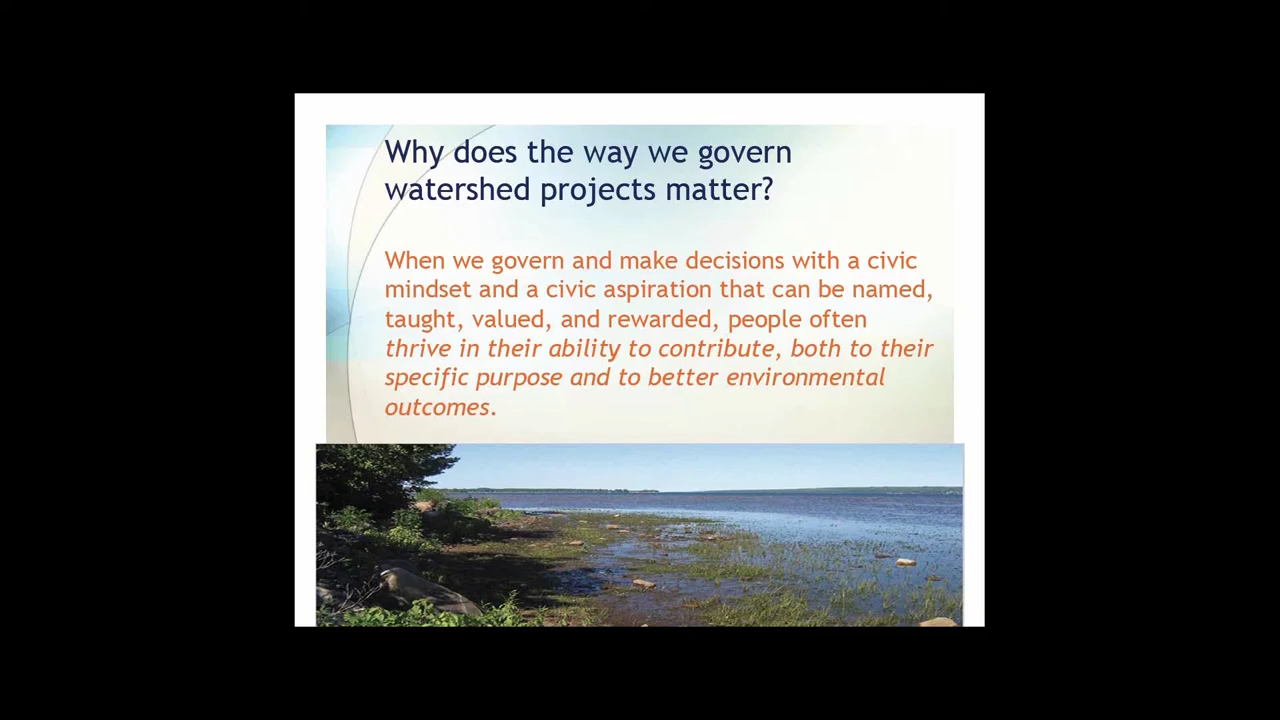 Why does the way we govern
watershed projects matter?
When we govern and make decisions with a civic
mindset and a civic aspiration that can be named,
taught, valued, and rewarded, people often
thrive in their ability to contribute, both to their
specific purpose and to better environmental
outcomes.